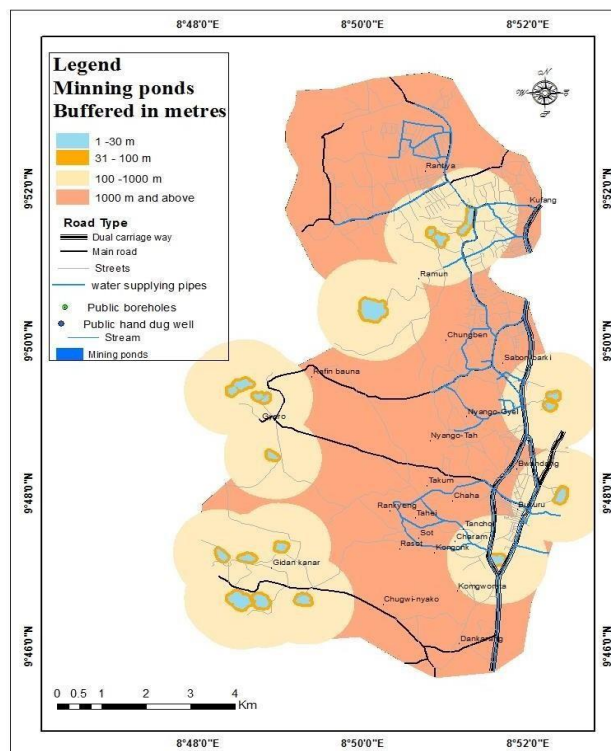 8°48'0"E 8°50'0"E 8°52'0"E
Legend
Minning ponds
Buffered in metres
1 -30 m
31 - 100 m
100 -1000 m
1000 m and above
Road Type
Dual carriage way
Main road
Streets
water supplying pipes
Public boreholes
Public hand dug well
Stream
Mining ponds
N
E
9°52'0"N 9°52'0"N
Rantya
Kufang
Ramun
9°50'0"N 9°50'0"N
Chungben
Sabon barki
Rafin bauna
Gyero
Nyango-Gyel
Nyango-Tah
Bwandang
9°48'0"N 9°48'0"N
Takum
Chaha
Rankyeng
Bukuru
Tahei
Tanchol
Sot
Charam
Rasot
Kongonk
Gidan kanar
Chugwi-nyako
Dankarang
9°46'0"N 9°46'0"N
0 0.5 1 2 3 4
Km
8°48'0"E 8°50'0"E 8°52'0"E